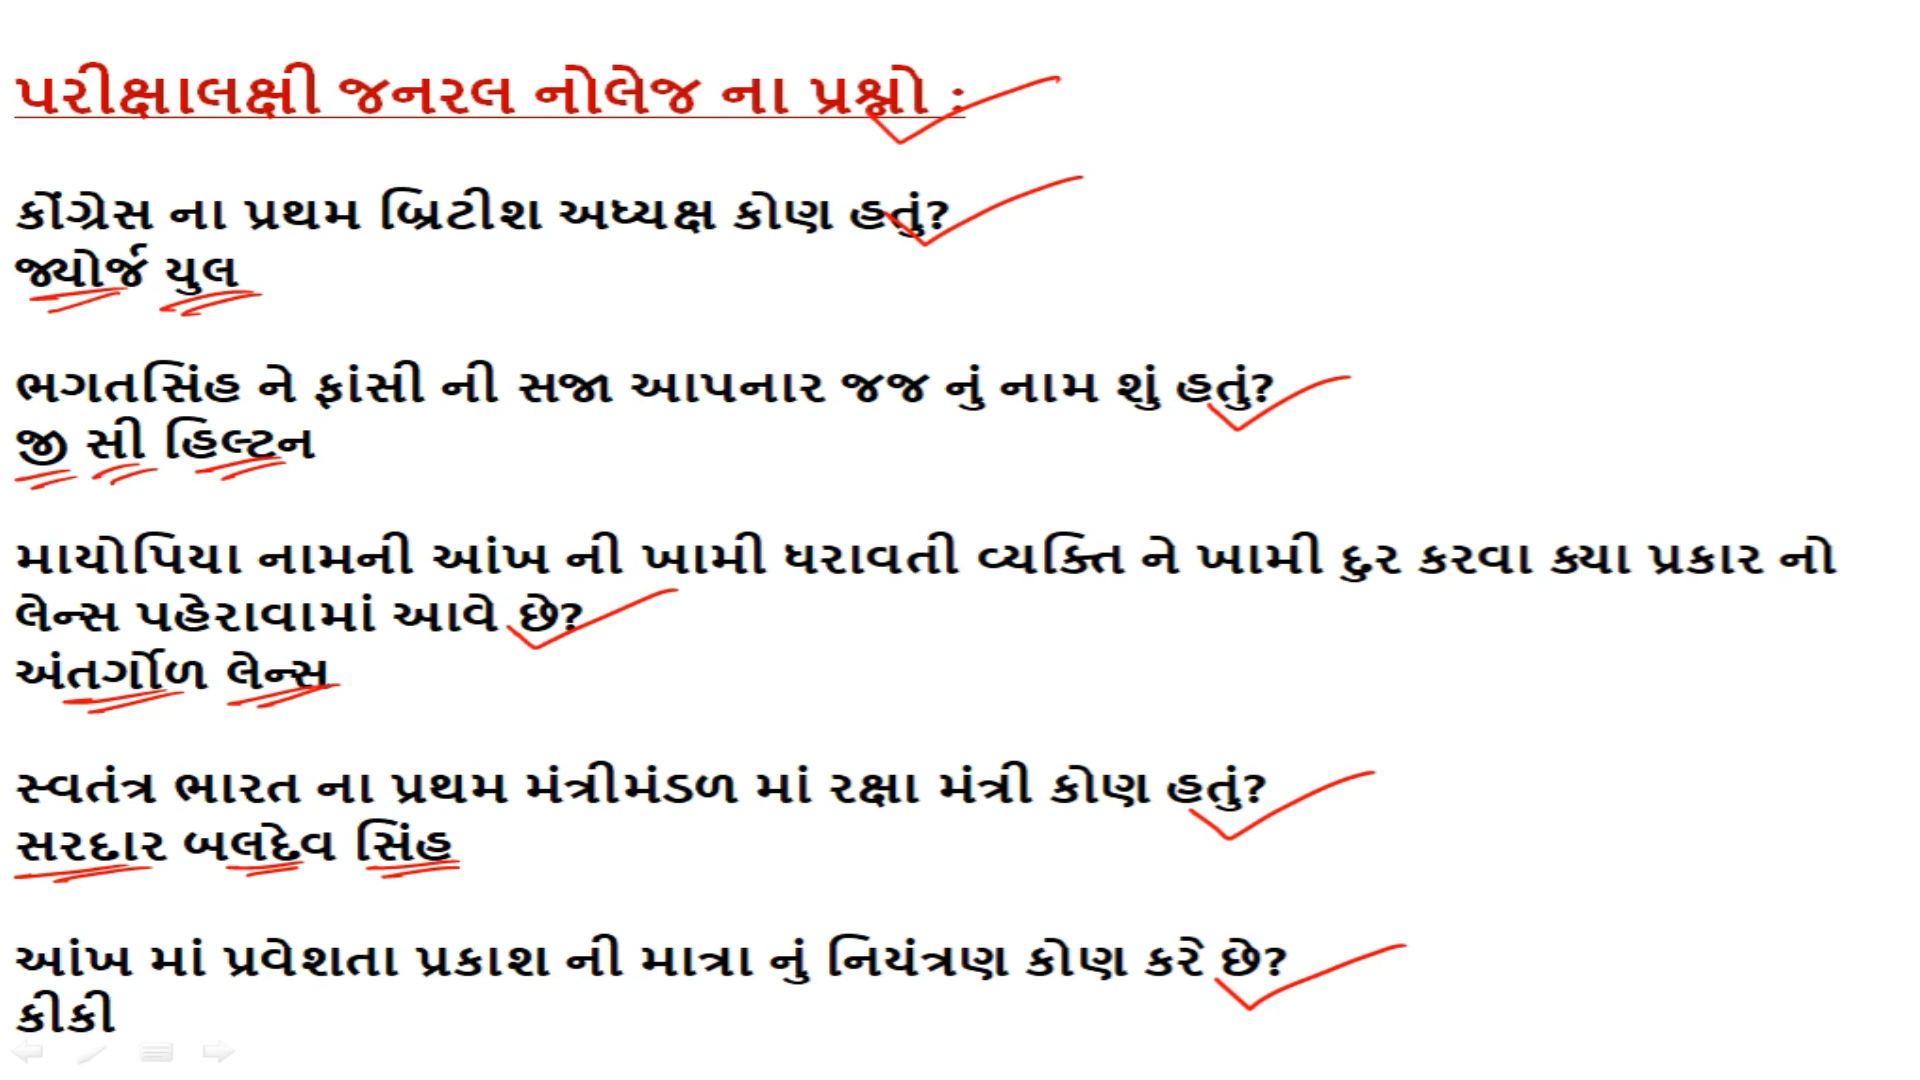 પરીક્ષાલક્ષી જનરલ નોલેજ ના પ્રશ્નો :
કોંગ્રેસ ના પ્રથમ બ્રિટીશ અધ્યક્ષ કોણ હતું?
જ્યોર્જ યુલ
ભગતસિંહ ને ફાંસી ની સજા આપનાર જજ નું નામ શું હતું?
જી સી હિલ્ટન
માયોપિયા નામની આંખ ની ખામી ધરાવતી વ્યક્તિ ને ખામી દુર કરવા ક્યા પ્રકાર નો
લેન્સ પહેરાવામાં આવે છે?
અંતર્ગોળ લેન્સ
સ્વતંત્ર ભારત ના પ્રથમ મંત્રીમંડળ માં રક્ષા મંત્રી કોણ હતું?
સરદાર બલદેવ સિંહ
આંખ માં પ્રવેશતા પ્રકાશ ની માત્રા નું નિયંત્રણ કોણ કરે છે?
કીકી